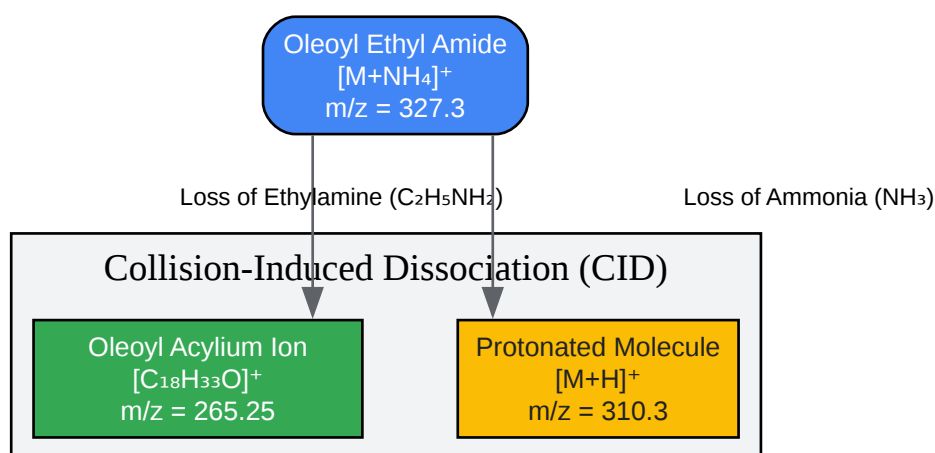 Oleoyl Ethyl Amide
[M+NH₄]⁺
m/z = 327.3
Loss of Ethylamine (C₂H₅NH₂)
Loss of Ammonia (NH₃)
Collision-Induced Dissociation (CID)
Oleoyl Acylium Ion
[C₁₈H₃₃O]⁺
m/z = 265.25
Protonated Molecule
[M+H]⁺
m/z = 310.3